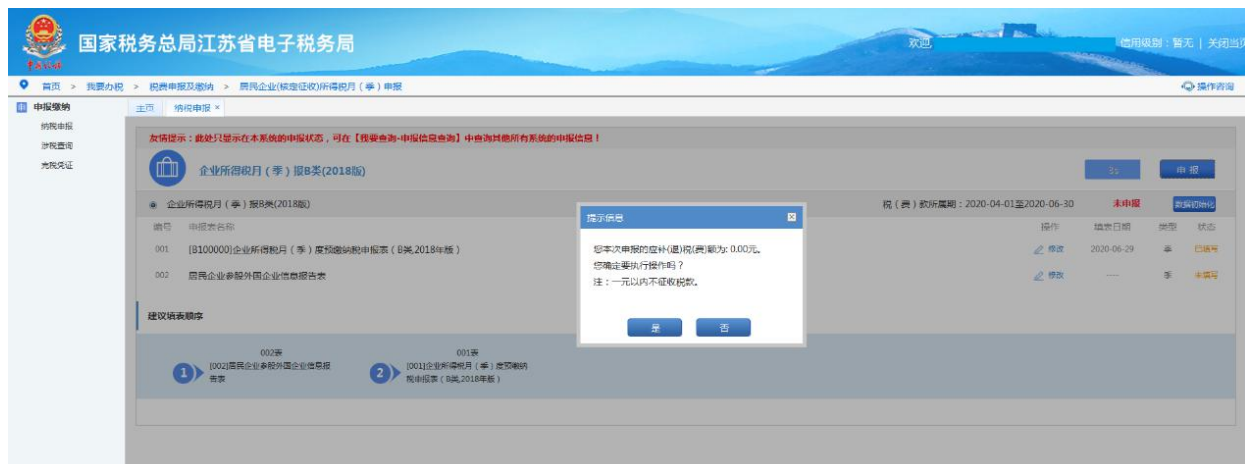 国家税务总局江苏省电子税务局
欢迎
信用级别：暂无 | 关闭当
首页 > 我要办税 > 税费申报及缴纳 > 居民企业(核定征收)所得税月（季）申报
操作咨询
申报缴纳
主页 纳税申报 ×
纳税申报
涉税查询
完税凭证
友情提示：此处只显示在本系统的申报状态，可在【我要查询-申报信息查询】中查询其他所有系统的申报信息！
企业所得税月（季）报B类(2018版)
3s
申 报
企业所得税月（季）报B类(2018版)
税（费）款所属期：2020-04-01至2020-06-30 未申报 数据初始化
编号 申报表名称 操作 填表日期 类型 状态
001 [B100000]企业所得税月（季）度预缴纳税申报表（B类,2018年版） 修改 2020-06-29 季 已填写
002 居民企业参股外国企业信息报告表 修改 ---- 季 未填写
提示信息
您本次申报的应补(退)税(费)额为: 0.00元。
您确定要执行操作吗？
注：一元以内不征收税款。
是 否
建议填表顺序
002表
1 [002]居民企业参股外国企业信息报
告表
001表
2 [001]企业所得税月（季）度预缴纳
税申报表（B类,2018年版）